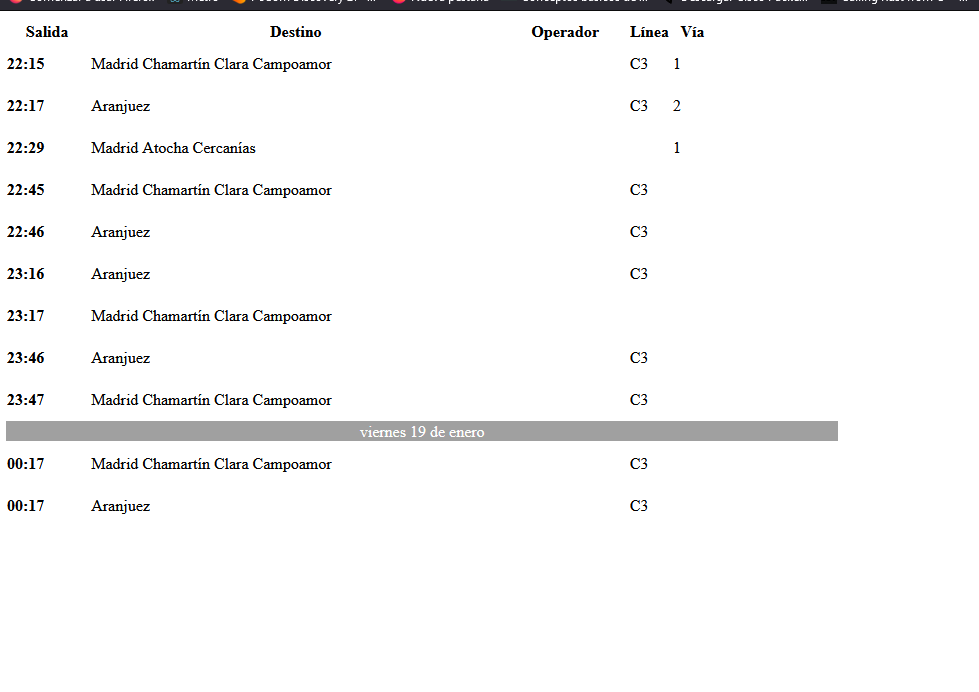 Salida Destino Operador Línea Vía
22:15 Madrid Chamartín Clara Campoamor C3 1
22:17 Aranjuez C3 2
22:29 Madrid Atocha Cercanías 1
22:45 Madrid Chamartín Clara Campoamor C3
22:46 Aranjuez C3
23:16 Aranjuez C3
23:17 Madrid Chamartín Clara Campoamor
23:46 Aranjuez C3
23:47 Madrid Chamartín Clara Campoamor C3
viernes 19 de enero
00:17 Madrid Chamartín Clara Campoamor C3
00:17 Aranjuez C3